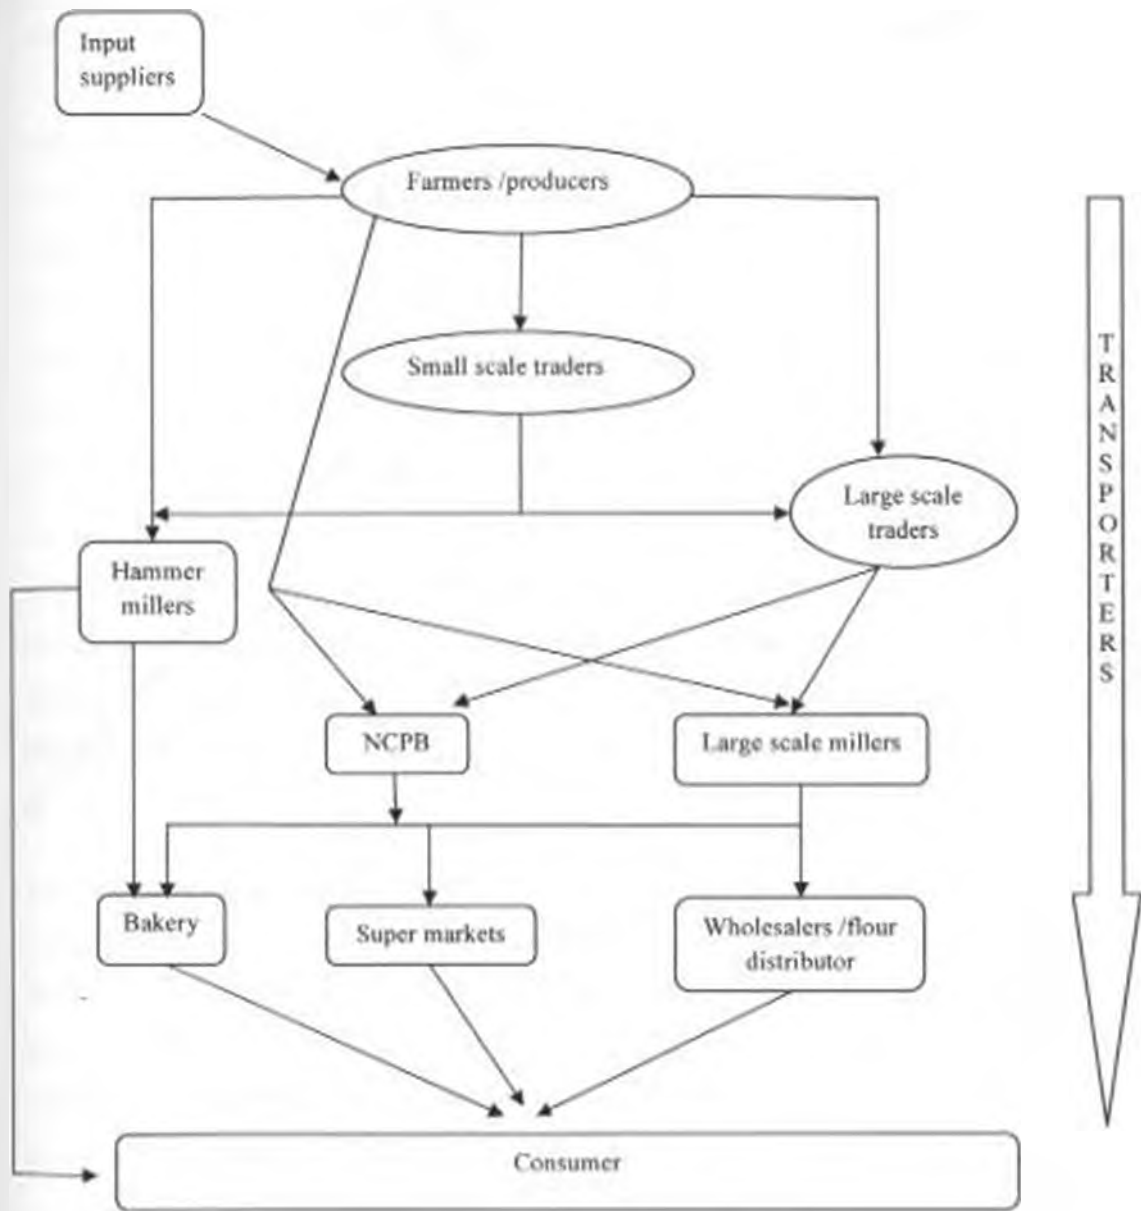 Input
suppliers
Farmers /producers
Small scale traders
Large scale
traders
Hammer
millers
NCPB
Large scale millers
Bakery
Super markets
Wholesalers /flour
distributor
Consumer
TRANSPORTERS